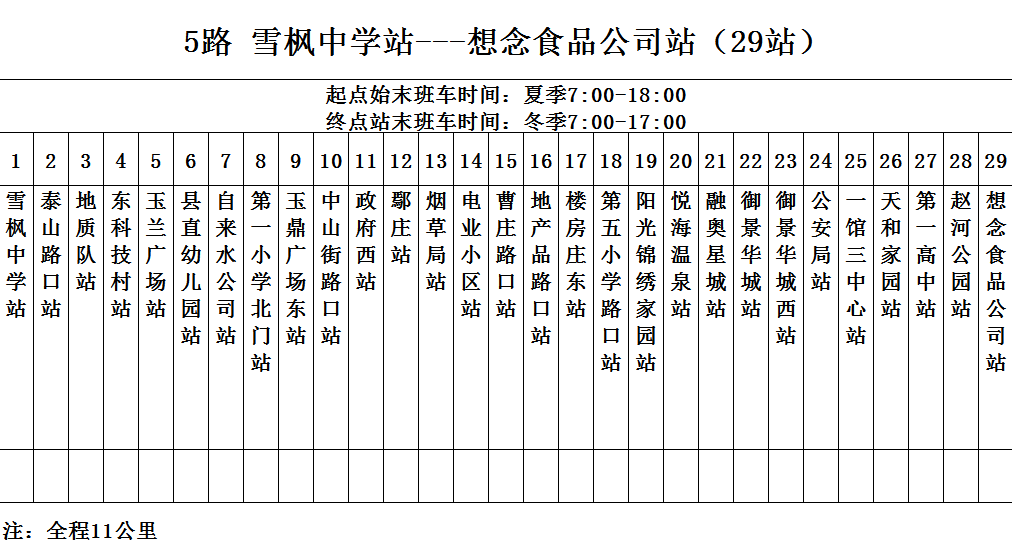 5路 雪枫中学站---想念食品公司站（29站）
起点始末班车时间：夏季7:00-18:00
终点站末班车时间：冬季7:00-17:00
1 2 3 4 5 6 7 8 9 10 11 12 13 14 15 16 17 18 19 20 21 22 23 24 25 26 27 28 29
雪枫中学站
泰山路口站
地质队站
东科技村站
玉兰广场站
县直幼儿园站
自来水公司站
第一小学北门站
玉鼎广场东站
中山街路口站
政府西站
鄢庄站
烟草局站
电业小区站
曹庄路口站
地产品路口站
楼房庄东站
第五小学路口站
阳光锦绣家园站
悦海温泉站
融奥星城站
御景华城站
御景华城西站
公安局站
一馆三中心站
天和家园站
第一高中站
赵河公园站
想念食品公司站
注：全程11公里